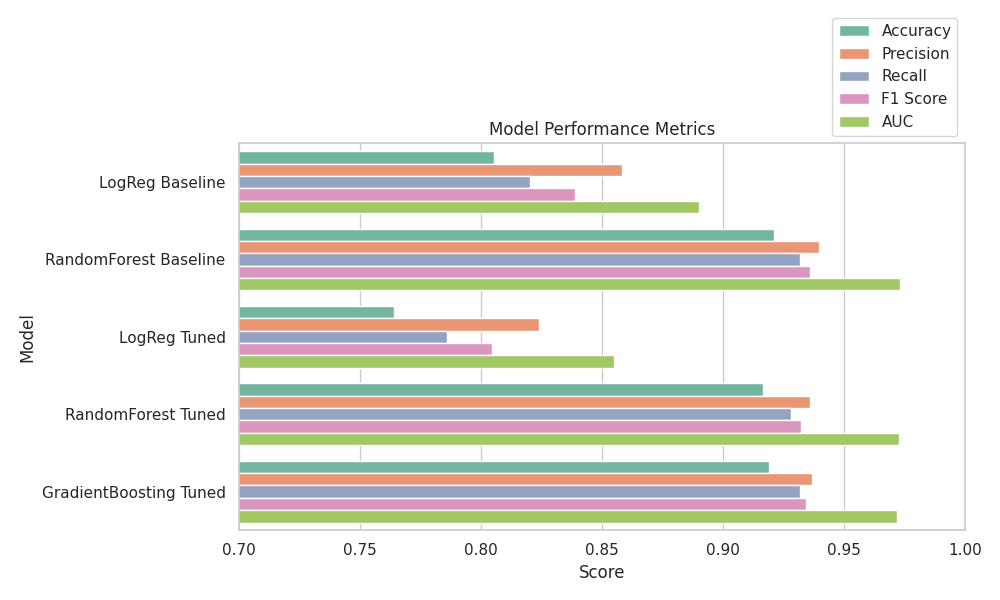 Accuracy
Precision
Recall
F1 Score
AUC
Model Performance Metrics
LogReg Baseline
RandomForest Baseline
LogReg Tuned
RandomForest Tuned
GradientBoosting Tuned
Model
0.70 0.75 0.80 0.85 0.90 0.95 1.00
Score